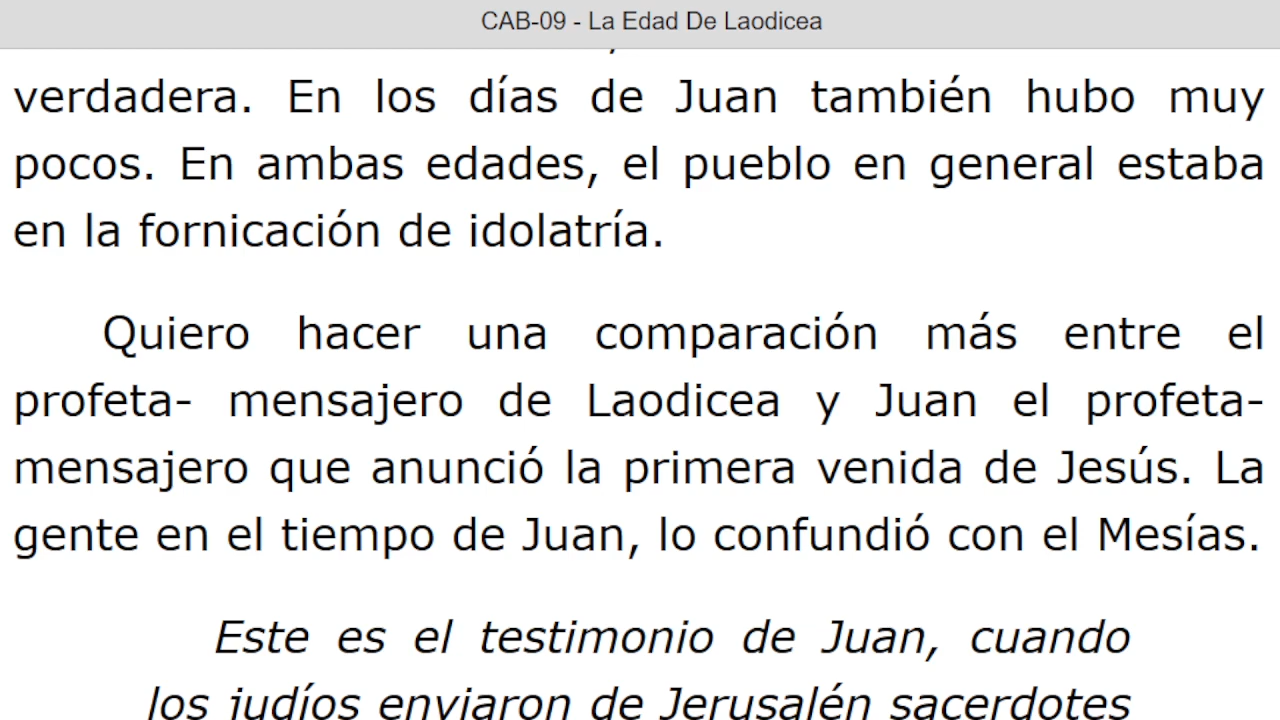 CAB-09 - La Edad De Laodicea
verdadera. En los días de Juan también hubo muy
pocos. En ambas edades, el pueblo en general estaba
en la fornicación de idolatría.
Quiero hacer una comparación más entre el
profeta- mensajero de Laodicea y Juan el profeta-
mensajero que anunció la primera venida de Jesús. La
gente en el tiempo de Juan, lo confundió con el Mesías.
Este es el testimonio de Juan, cuando
los judíos enviaron de Jerusalén sacerdotes